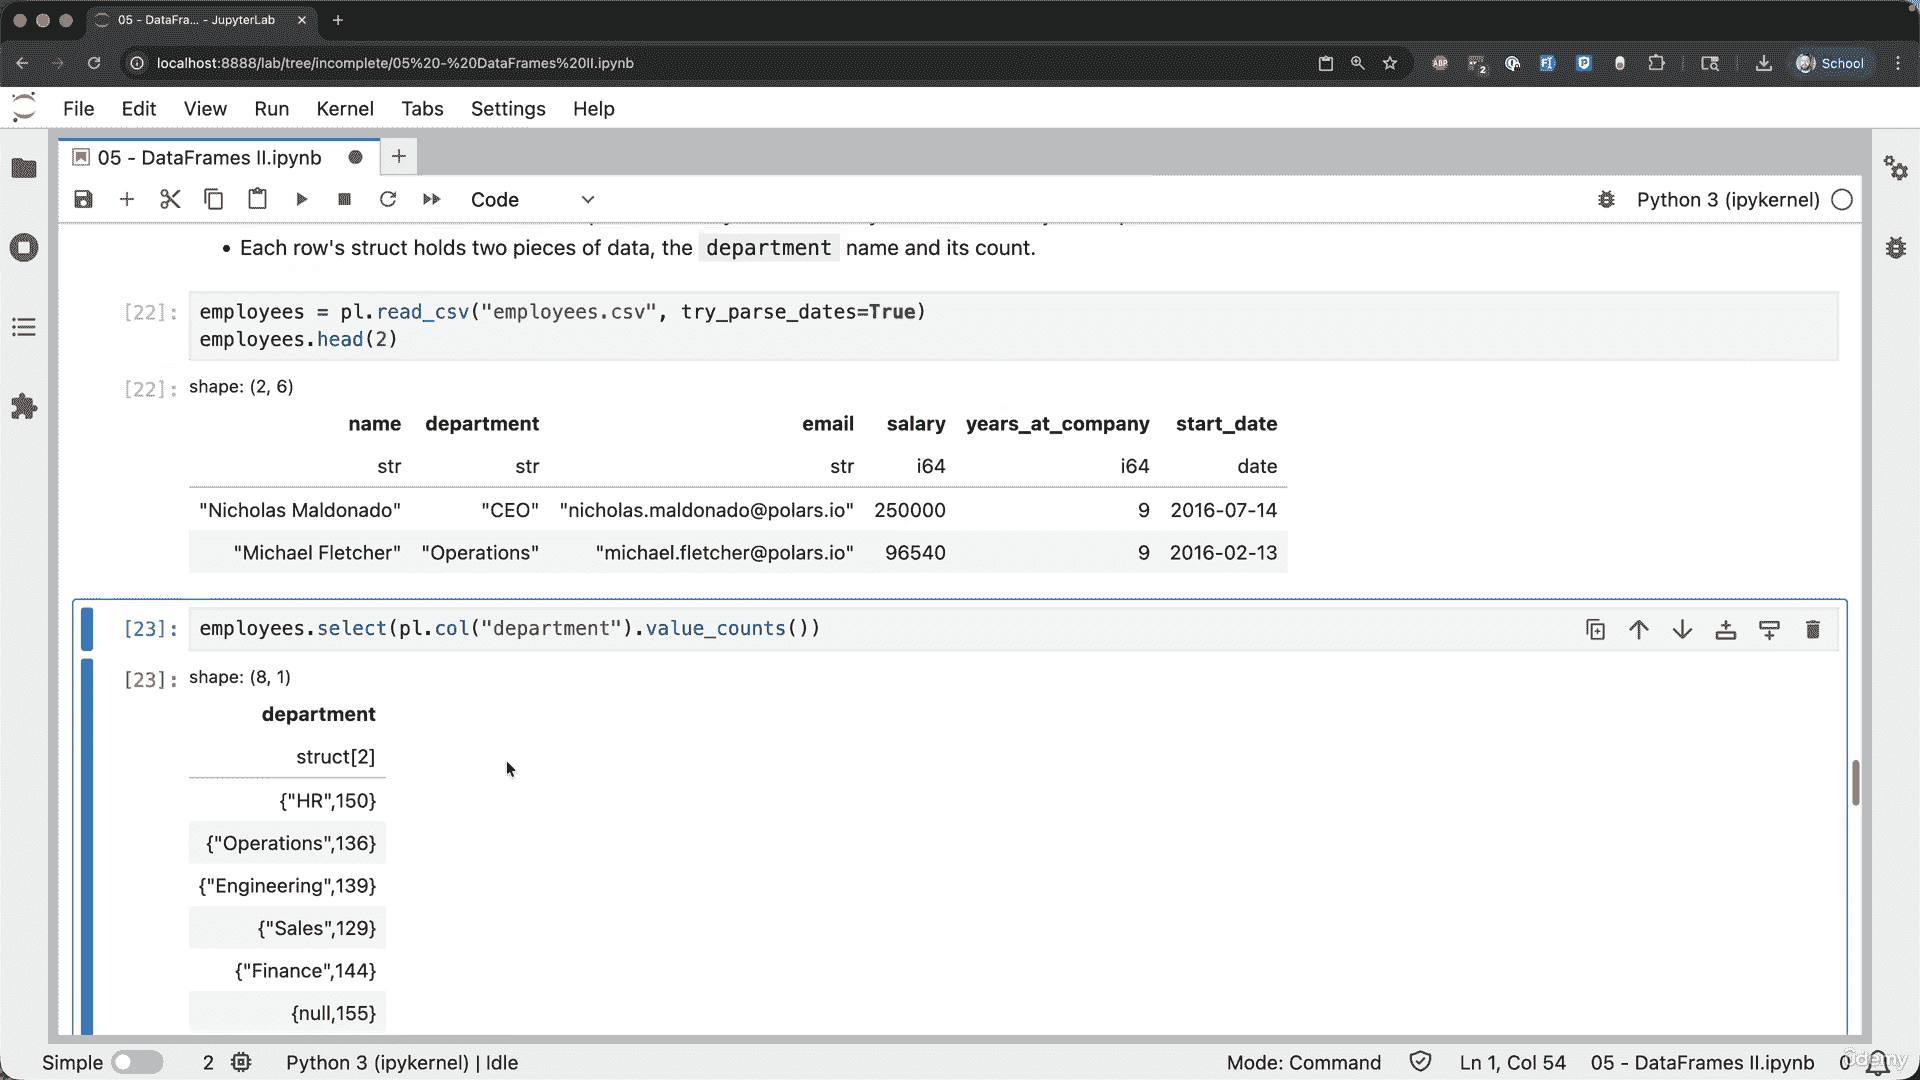 05 - DataFra... - JupyterLab
localhost:8888/lab/tree/incomplete/05%20-%20DataFrames%20II.ipynb
ABP
2
School
File Edit View Run Kernel Tabs Settings Help
05 - DataFrames II.ipynb
Code
Python 3 (ipykernel)
• Each row's struct holds two pieces of data, the department name and its count.
[22]: employees = pl.read_csv("employees.csv", try_parse_dates=True)
employees.head(2)
[22]: shape: (2, 6)
name department email salary years_at_company start_date
str str str i64 i64 date
"Nicholas Maldonado" "CEO" "nicholas.maldonado@polars.io" 250000 9 2016-07-14
"Michael Fletcher" "Operations" "michael.fletcher@polars.io" 96540 9 2016-02-13
[23]: employees.select(pl.col("department").value_counts())
[23]: shape: (8, 1)
department
struct[2]
{"HR",150}
{"Operations",136}
{"Engineering",139}
{"Sales",129}
{"Finance",144}
{null,155}
Simple 2 Python 3 (ipykernel) | Idle Mode: Command Ln 1, Col 54 05 - DataFrames II.ipynb 0